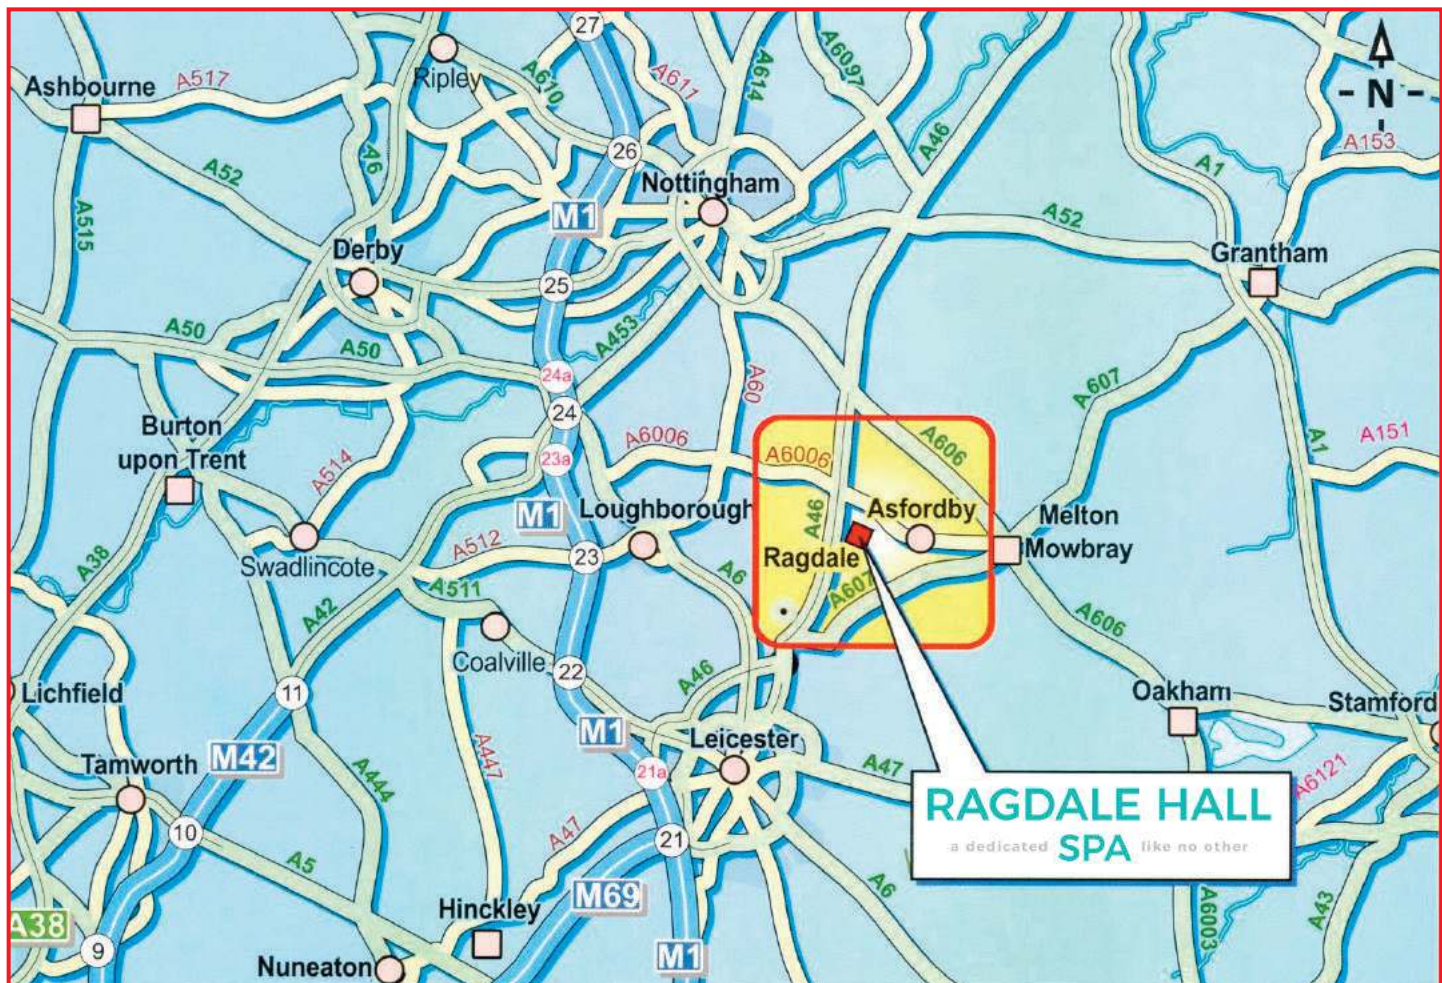 27
Ripley
A517
Ashbourne
A610
A611
A614
A6097
A46
N
A153
A52
A6
26
Nottingham
A1
A515
M1
A52
Derby
Grantham
25
A50
A50
A453
24a
A60
A607
24
Burton
upon Trent
A514
23a
A6006
A6006
A606
A1
A151
M1
Loughborough
A46
Asfordby
Melton
Mowbray
A38
Swadlincote
A512
23
Ragdale
A6
A607
A42
A511
Coalville
A606
22
A46
Lichfield
11
Oakham
Stamford
M42
M1
Leicester
Tamworth
A444
A447
21a
A47
A6121
RAGDALE HALL
a dedicated SPA like no other
10
A47
21
A5
A6
M69
Hinckley
A38
9
A6003
A43
Nuneaton
M1